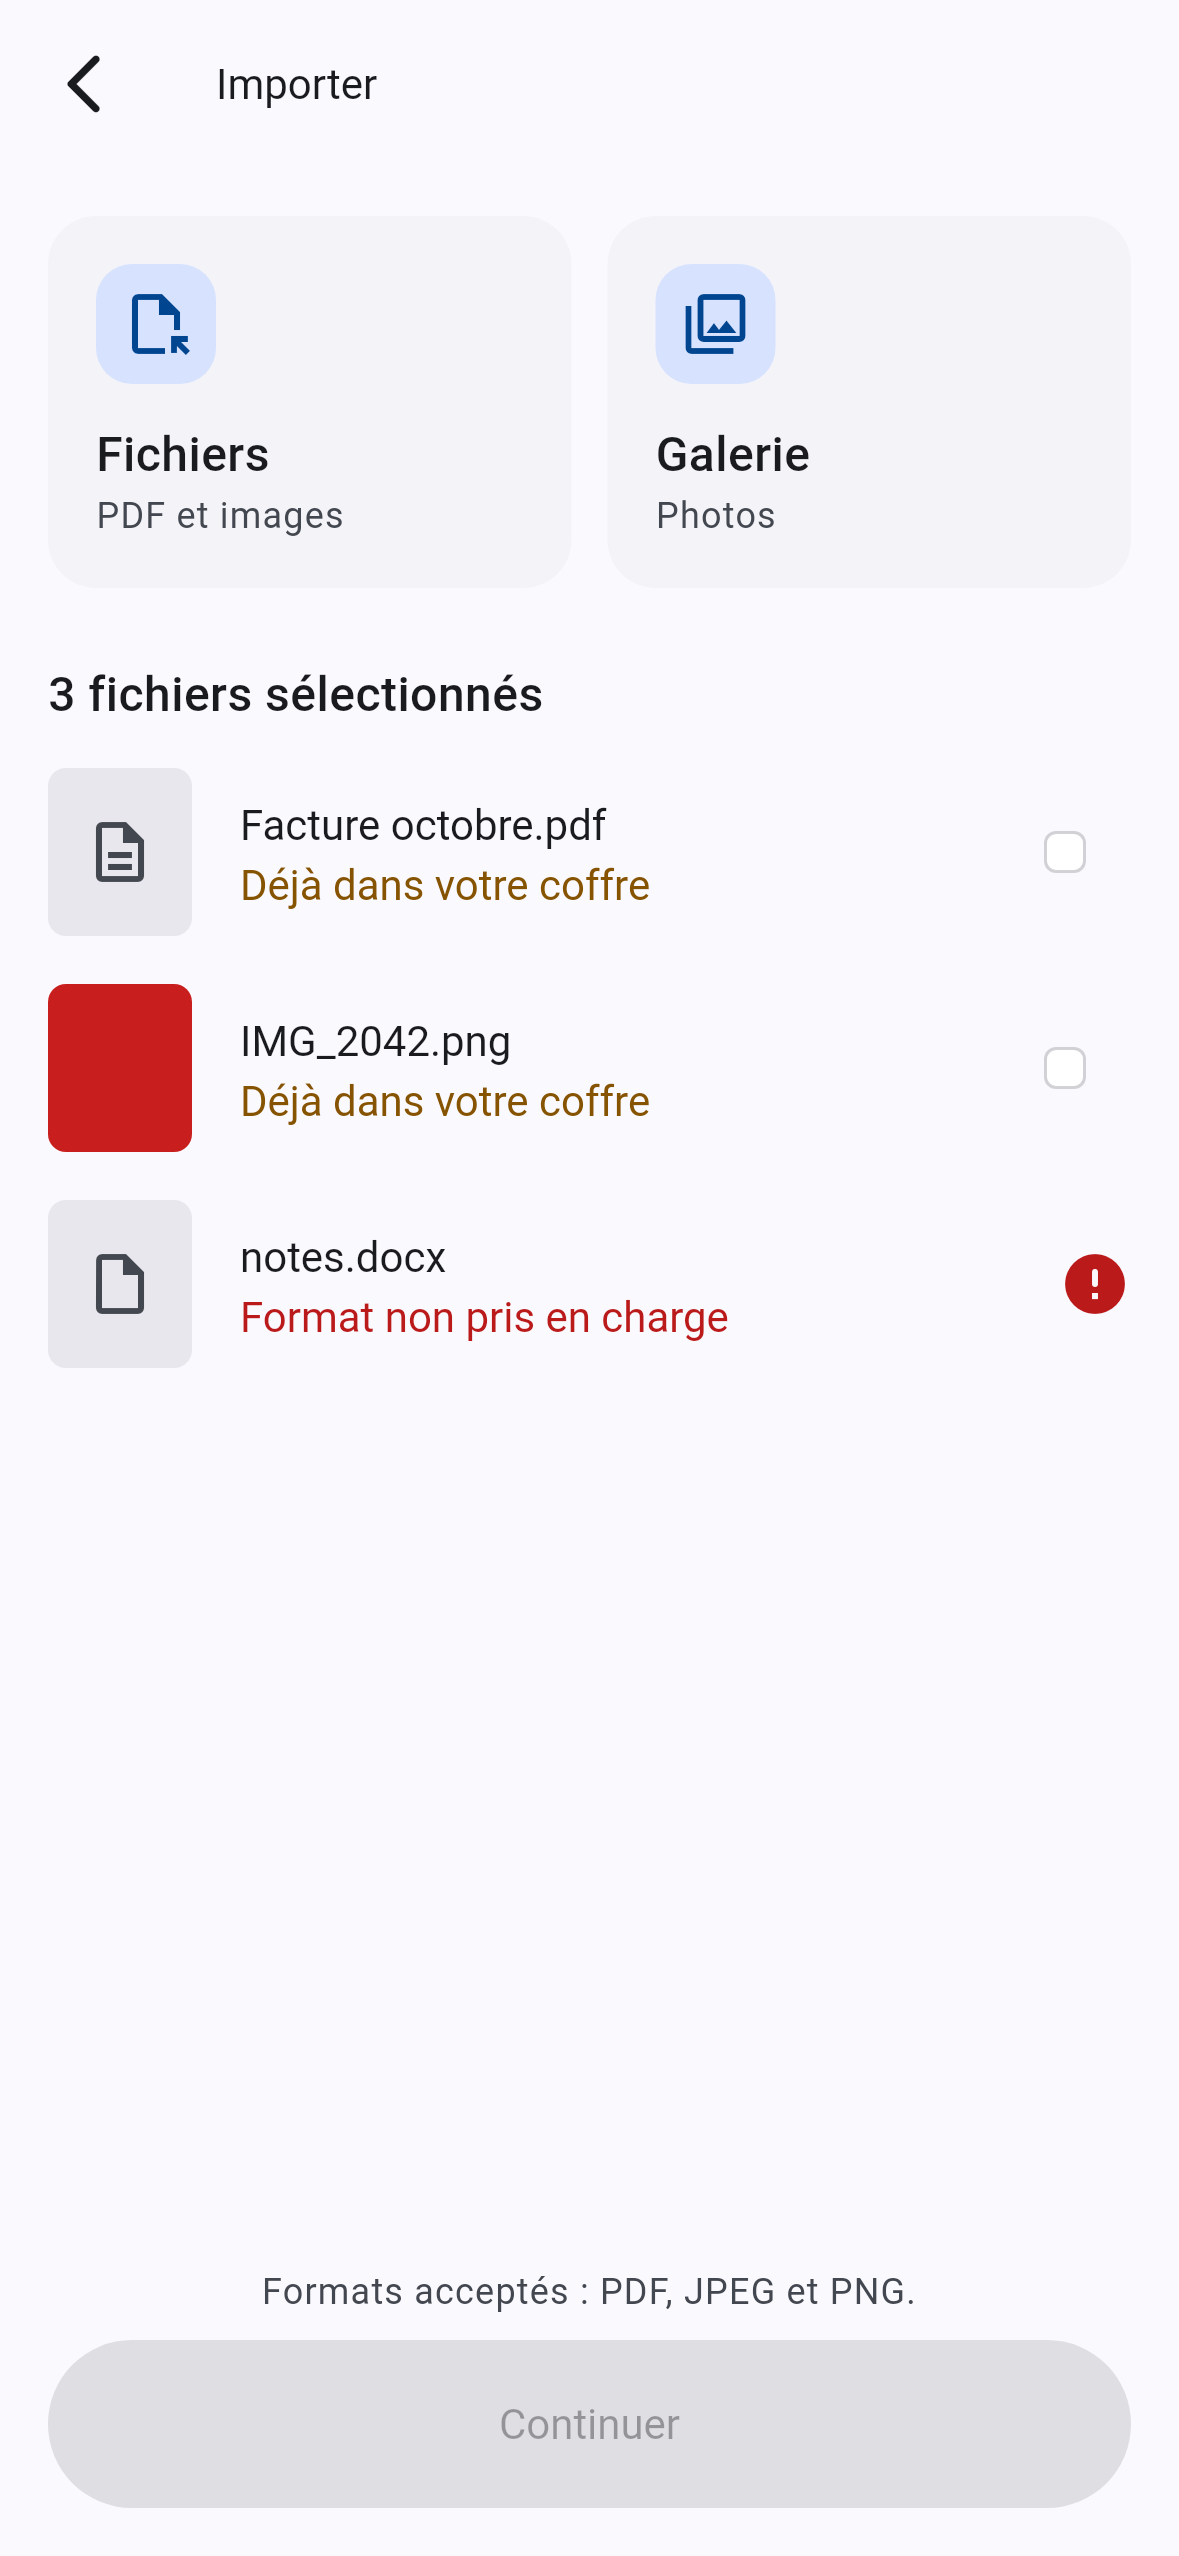 Importer
Fichiers
PDF et images
Galerie
Photos
3 fichiers sélectionnés
Facture octobre.pdf
Déjà dans votre coffre
IMG_2042.png
Déjà dans votre coffre
notes.docx
Format non pris en charge
Formats acceptés : PDF, JPEG et PNG.
Continuer